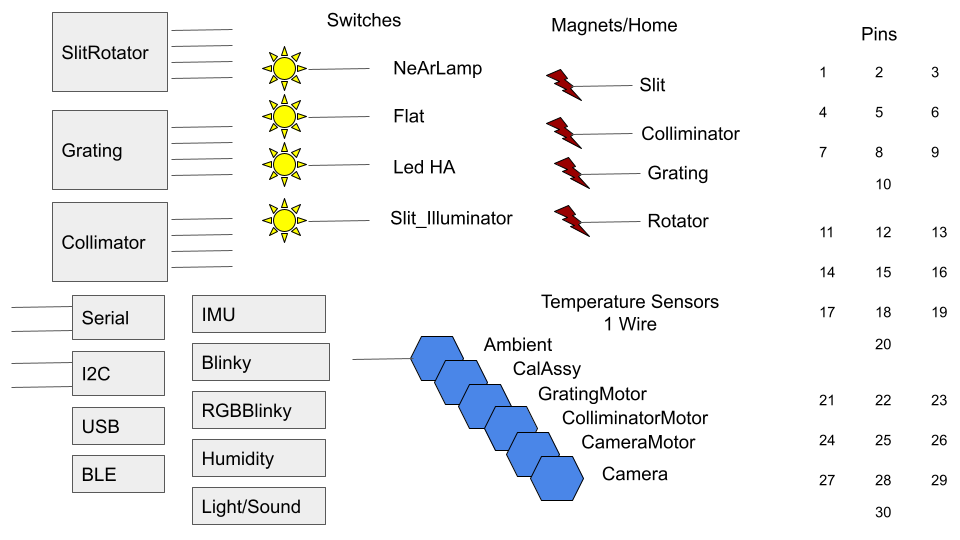 Switches
Magnets/Home
Pins
SlitRotator
Grating
Collimator
NeArLamp
Flat
Led HA
Slit_Illuminator
Slit
Colliminator
Grating
Rotator
1 2 3
4 5 6
7 8 9
10
11 12 13
14 15 16
17 18 19
20
21 22 23
24 25 26
27 28 29
30
Serial
I2C
USB
BLE
IMU
Blinky
RGBBlinky
Humidity
Light/Sound
Temperature Sensors
1 Wire
Ambient
CalAssy
GratingMotor
ColliminatorMotor
CameraMotor
Camera